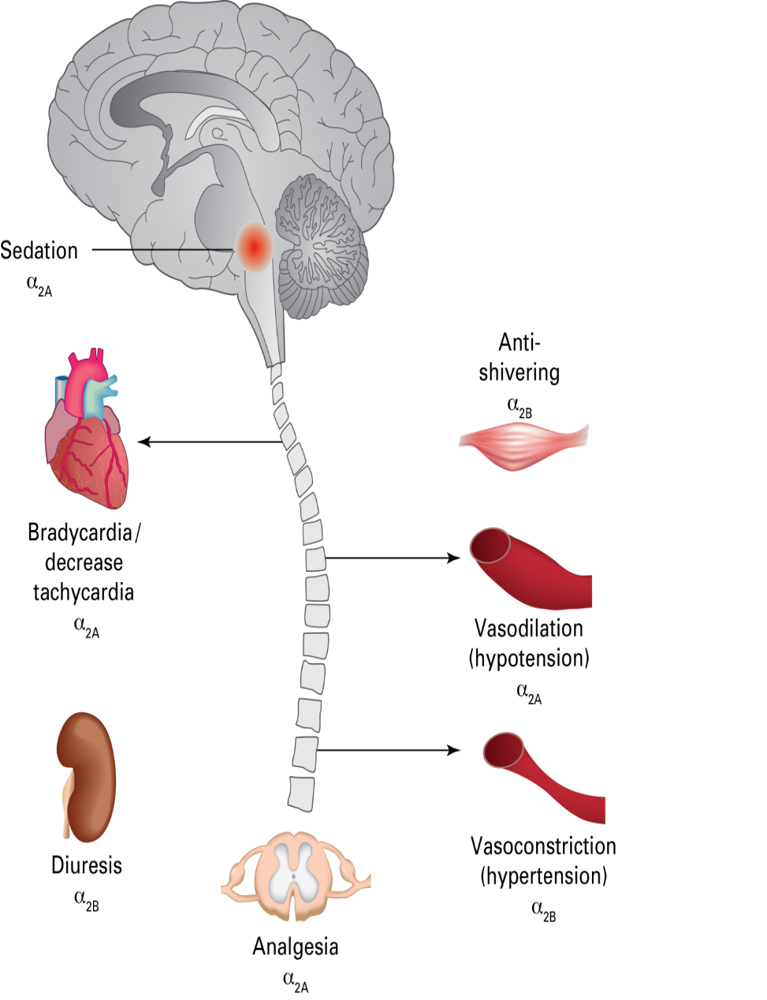 Sedation
α2A
Anti-
shivering
α2B
Bradycardia/
decrease
tachycardia
α2A
Vasodilation
(hypotension)
α2A
Diuresis
α2B
Vasoconstriction
(hypertension)
α2B
Analgesia
α2A